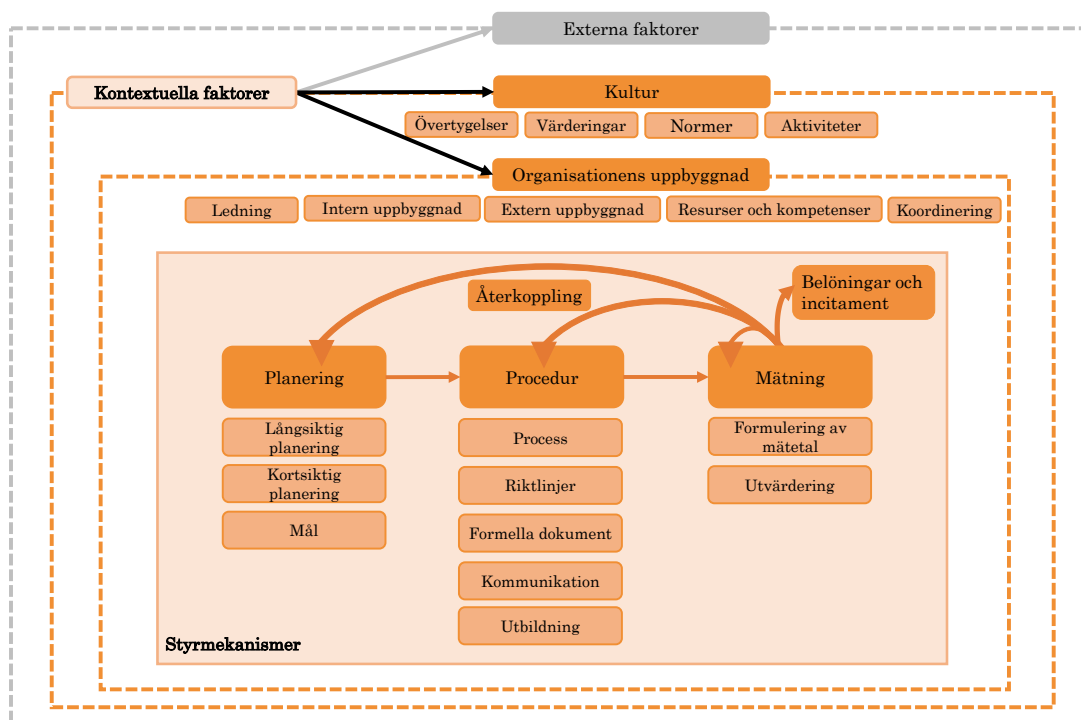 Externa faktorer
Kontextuella faktorer
Kultur
Övertygelser
Värderingar
Normer
Aktiviteter
Organisationens uppbyggnad
Ledning
Intern uppbyggnad
Extern uppbyggnad
Resurser och kompetenser
Koordinering
Återkoppling
Belöningar och
incitament
Planering
Procedur
Mätning
Långsiktig
planering
Kortsiktig
planering
Mål
Process
Riktlinjer
Formella dokument
Kommunikation
Utbildning
Formulering av
mätetal
Utvärdering
Styrmekanismer